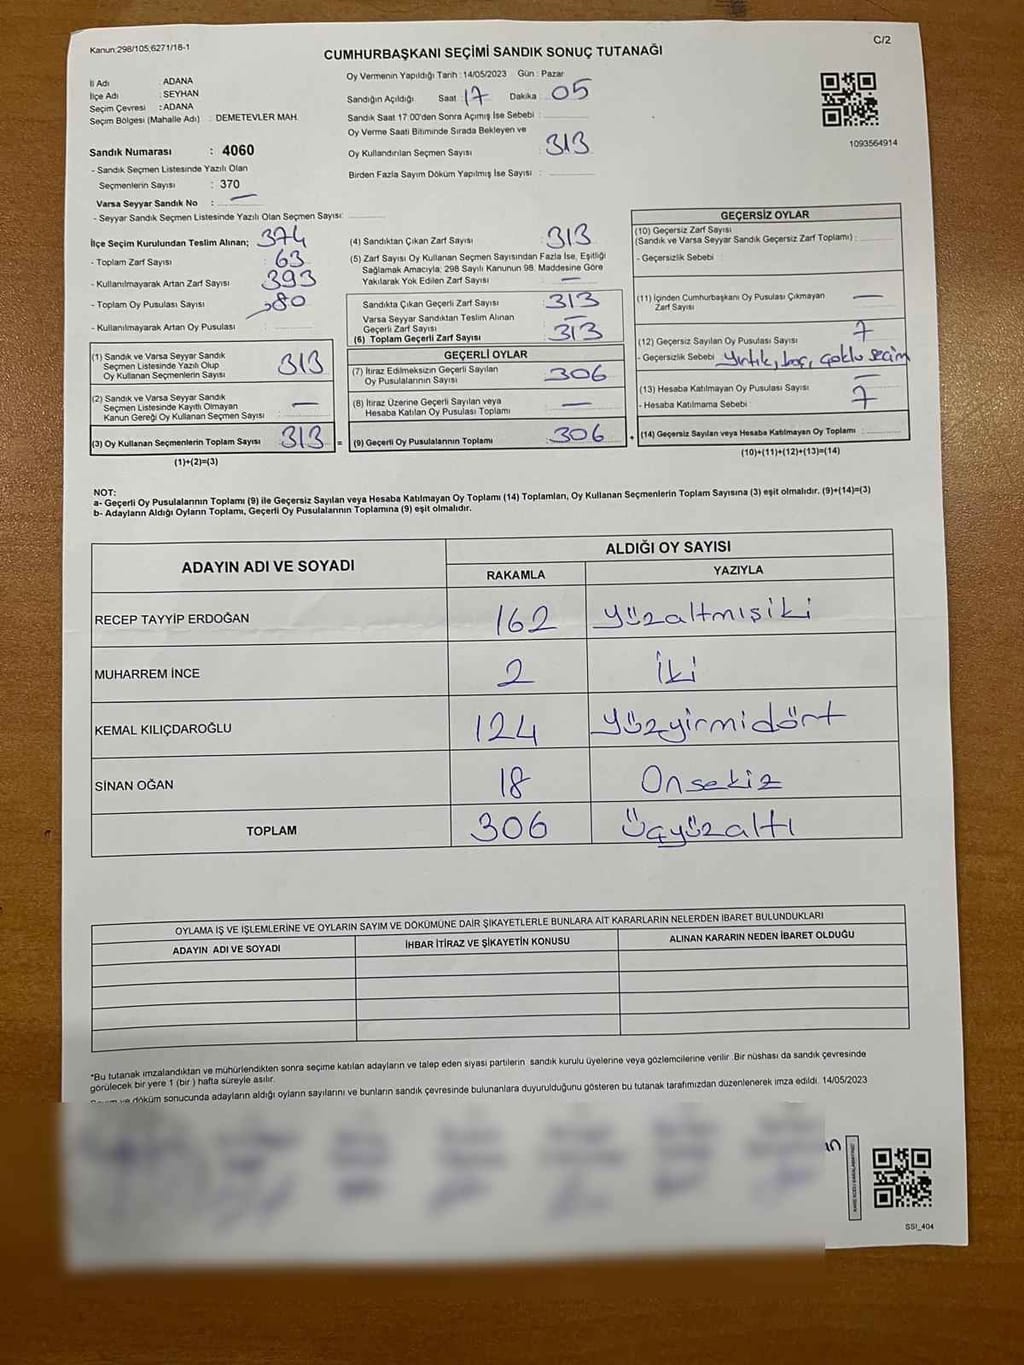 Kanun:298/105;6271/18-1
C/2
CUMHURBAŞKANI SEÇİMİ SANDIK SONUÇ TUTANAĞI
İl Adı : ADANA
İlçe Adı : SEYHAN
Seçim Çevresi : ADANA
Seçim Bölgesi (Mahalle Adı) : DEMETEVLER MAH.
Sandık Numarası : 4060
- Sandık Seçmen Listesinde Yazılı Olan
Seçmenlerin Sayısı : 370
Varsa Seyyar Sandık No : —
- Seyyar Sandık Seçmen Listesinde Yazılı Olan Seçmen Sayısı:
Oy Vermenin Yapıldığı Tarih : 14/05/2023 Gün : Pazar
Sandığın Açıldığı Saat 17 Dakika 05
Sandık Saat 17:00'den Sonra Açımış İse Sebebi :
Oy Verme Saati Bitiminde Sırada Bekleyen ve
Oy Kullandırılan Seçmen Sayısı : 313
Birden Fazla Sayım Döküm Yapılmış İse Sayısı :
1093564914
İlçe Seçim Kurulundan Teslim Alınan; 374
- Toplam Zarf Sayısı : 63
- Kullanılmayarak Artan Zarf Sayısı : 393
- Toplam Oy Pusulası Sayısı : 80
- Kullanılmayarak Artan Oy Pusulası :
(4) Sandıktan Çıkan Zarf Sayısı : 313
(5) Zarf Sayısı Oy Kullanan Seçmen Sayısından Fazla İse, Eşitliği
Sağlamak Amacıyla; 298 Sayılı Kanunun 98. Maddesine Göre
Yakılarak Yok Edilen Zarf Sayısı : —
Sandıkta Çıkan Geçerli Zarf Sayısı : 313
Varsa Seyyar Sandıktan Teslim Alınan
Geçerli Zarf Sayısı : —
(6) Toplam Geçerli Zarf Sayısı : 313
GEÇERSİZ OYLAR
(10) Geçersiz Zarf Sayısı
(Sandık ve Varsa Seyyar Sandık Geçersiz Zarf Toplamı) :
- Geçersizlik Sebebi :
(11) İçinden Cumhurbaşkanı Oy Pusulası Çıkmayan
Zarf Sayısı : —
(12) Geçersiz Sayılan Oy Pusulası Sayısı : 7
- Geçersizlik Sebebi : yırtık, boş, çoklu seçim
(13) Hesaba Katılmayan Oy Pusulası Sayısı : —
- Hesaba Katılmama Sebebi : 7
(14) Geçersiz Sayılan veya Hesaba Katılmayan Oy Toplamı :
(10)+(11)+(12)+(13)=(14)
(1) Sandık ve Varsa Seyyar Sandık
Seçmen Listesinde Yazılı Olup
Oy Kullanan Seçmenlerin Sayısı : 313
(2) Sandık ve Varsa Seyyar Sandık
Seçmen Listesinde Kayıtlı Olmayan
Kanun Gereği Oy Kullanan Seçmen Sayısı : —
(3) Oy Kullanan Seçmenlerin Toplam Sayısı : 313 =
(1)+(2)=(3)
GEÇERLİ OYLAR
(7) İtiraz Edilmeksizin Geçerli Sayılan
Oy Pusulalarının Sayısı : 306
(8) İtiraz Üzerine Geçerli Sayılan veya
Hesaba Katılan Oy Pusulası Toplamı : —
(9) Geçerli Oy Pusulalarının Toplamı : 306 +
NOT:
a- Geçerli Oy Pusulalarının Toplamı (9) ile Geçersiz Sayılan veya Hesaba Katılmayan Oy Toplamı (14) Toplamları, Oy Kullanan Seçmenlerin Toplam Sayısına (3) eşit olmalıdır. (9)+(14)=(3)
b- Adayların Aldığı Oyların Toplamı, Geçerli Oy Pusulalarının Toplamına (9) eşit olmalıdır.
ADAYIN ADI VE SOYADI ALDIĞI OY SAYISI
RAKAMLA YAZIYLA
RECEP TAYYİP ERDOĞAN 162 yüzaltmışiki
MUHARREM İNCE 2 iki
KEMAL KILIÇDAROĞLU 124 yüzyirmidört
SİNAN OĞAN 18 Onsekiz
TOPLAM 306 Üçyüzaltı
OYLAMA İŞ VE İŞLEMLERİNE VE OYLARIN SAYIM VE DÖKÜMÜNE DAİR ŞİKAYETLERLE BUNLARA AİT KARARLARIN NELERDEN İBARET BULUNDUKLARI
ADAYIN ADI VE SOYADI İHBAR İTİRAZ VE ŞİKAYETİN KONUSU ALINAN KARARIN NEDEN İBARET OLDUĞU
*Bu tutanak imzalandıktan ve mühürlendikten sonra seçime katılan adayların ve talep eden siyasi partilerin sandık kurulu üyelerine veya gözlemcilerine verilir. Bir nüshası da sandık çevresinde
görülecek bir yere 1 (bir ) hafta süreyle asılır.
ve döküm sonucunda adayların aldığı oyların sayılarını ve bunların sandık çevresinde bulunanlara duyurulduğunu gösteren bu tutanak tarafımızdan düzenlenerek imza edildi. 14/05/2023
SSI_404